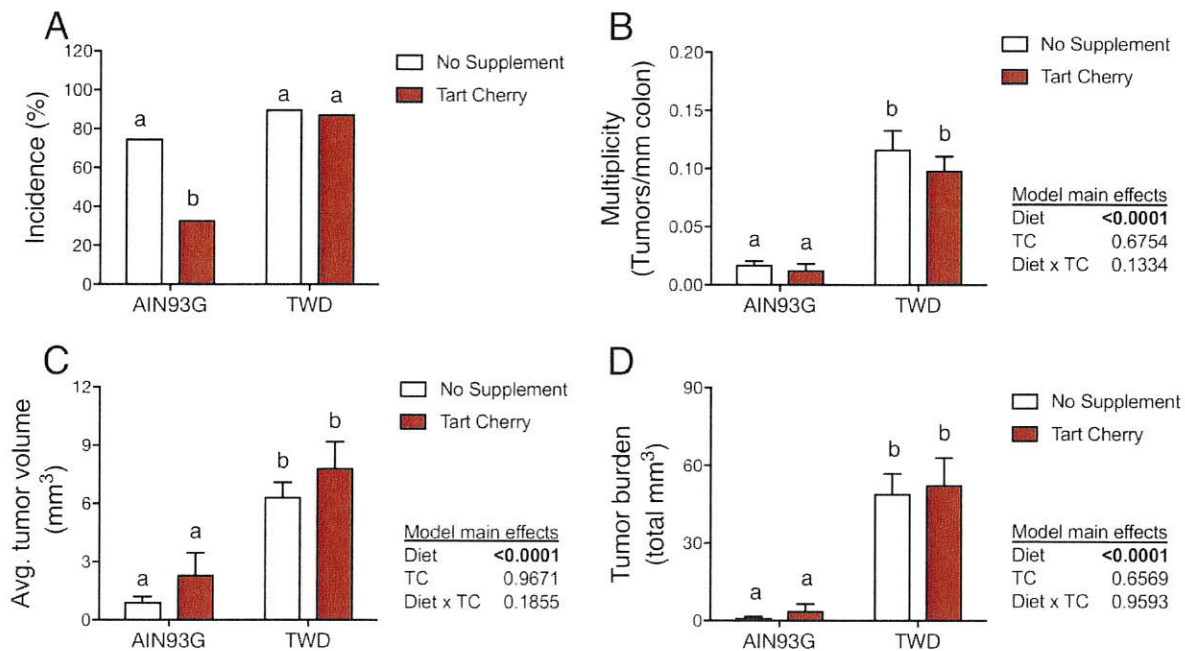 A
Incidence (%)
120
100
80
60
40
20
0
a
b
a
a
AIN93G
TWD
No Supplement
Tart Cherry
B
Multiplicity
(Tumors/mm colon)
0.20
0.15
0.10
0.05
0.00
a
a
b
b
AIN93G
TWD
No Supplement
Tart Cherry
Model main effects
Diet <0.0001
TC 0.6754
Diet x TC 0.1334
C
Avg. tumor volume
(mm³)
12
9
6
3
0
a
a
b
b
AIN93G
TWD
No Supplement
Tart Cherry
Model main effects
Diet <0.0001
TC 0.9671
Diet x TC 0.1855
D
Tumor burden
(total mm³)
90
60
30
0
a
a
b
b
AIN93G
TWD
No Supplement
Tart Cherry
Model main effects
Diet <0.0001
TC 0.6569
Diet x TC 0.9593